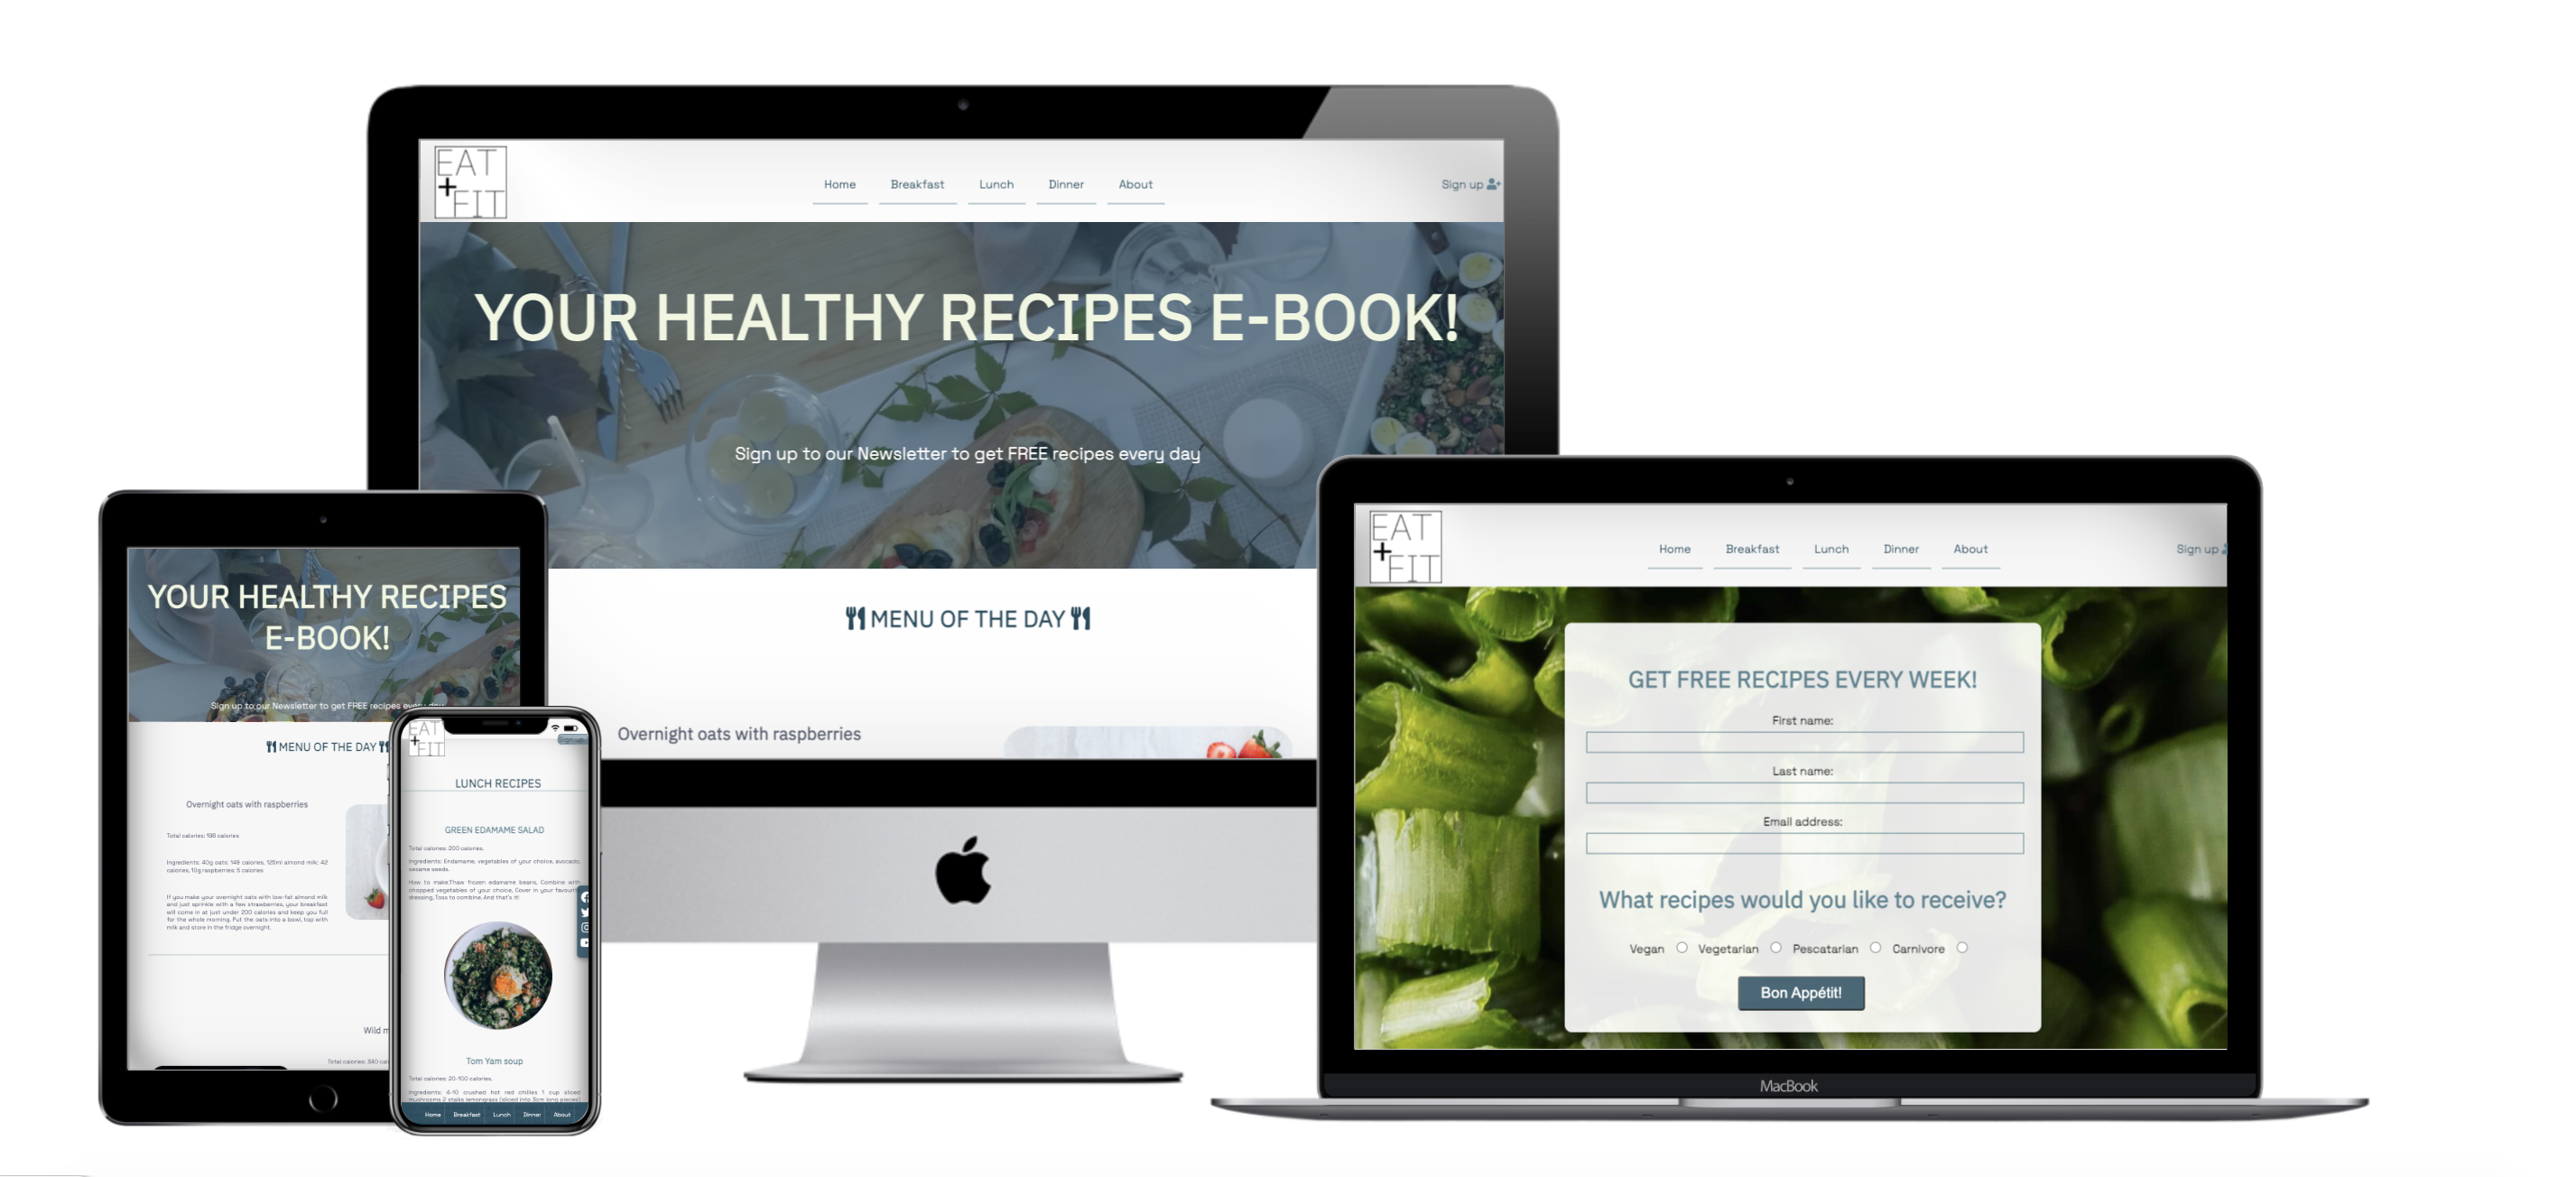 EAT
+
FIT
Home
Breakfast
Lunch
Dinner
About
Sign up
YOUR HEALTHY RECIPES E-BOOK!
Sign up to our Newsletter to get FREE recipes every day
MENU OF THE DAY
Overnight oats with raspberries
YOUR HEALTHY RECIPES
E-BOOK!
Sign up to our Newsletter to get FREE recipes every day
MENU OF THE DAY
Overnight oats with raspberries
Total calories: 198 calories
Ingredients: 40g oats: 149 calories, 125ml almond milk: 42
calories, 10g raspberries: 5 calories
If you make your overnight oats with low-fat almond milk
and just sprinkle with a few strawberries, your breakfast
will come in at just under 200 calories and keep you full
for the whole morning. Put the oats into a bowl, top with
milk and store in the fridge overnight.
Wild m
Total calories: 340 cal
EAT
+
FIT
LUNCH RECIPES
GREEN EDAMAME SALAD
Total calories: 200 calories.
Ingredients: Endamame, vegetables of your choice, avocado,
sesame seeds.
How to make:Thaw frozen edamame beans, Combine with
chopped vegetables of your choice, Cover in your favourite
dressing, Toss to combine, And that's it!
Tom Yam soup
Total calories: 20-100 calories.
Ingredients: 4-10 crushed hot red chillies 1 cup sliced
mushrooms 2 stalks lemongrass (sliced into 5cm long pieces)
Home
Breakfast
Lunch
Dinner
About
EAT
+
FIT
Home
Breakfast
Lunch
Dinner
About
Sign up
GET FREE RECIPES EVERY WEEK!
First name:
Last name:
Email address:
What recipes would you like to receive?
Vegan
Vegetarian
Pescatarian
Carnivore
Bon Appétit!
MacBook